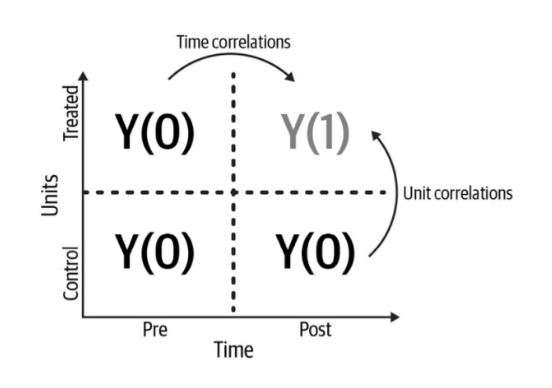 Time correlations
Treated
Y(0)
Y(1)
Units
Unit correlations
Control
Y(0)
Y(0)
Pre
Post
Time